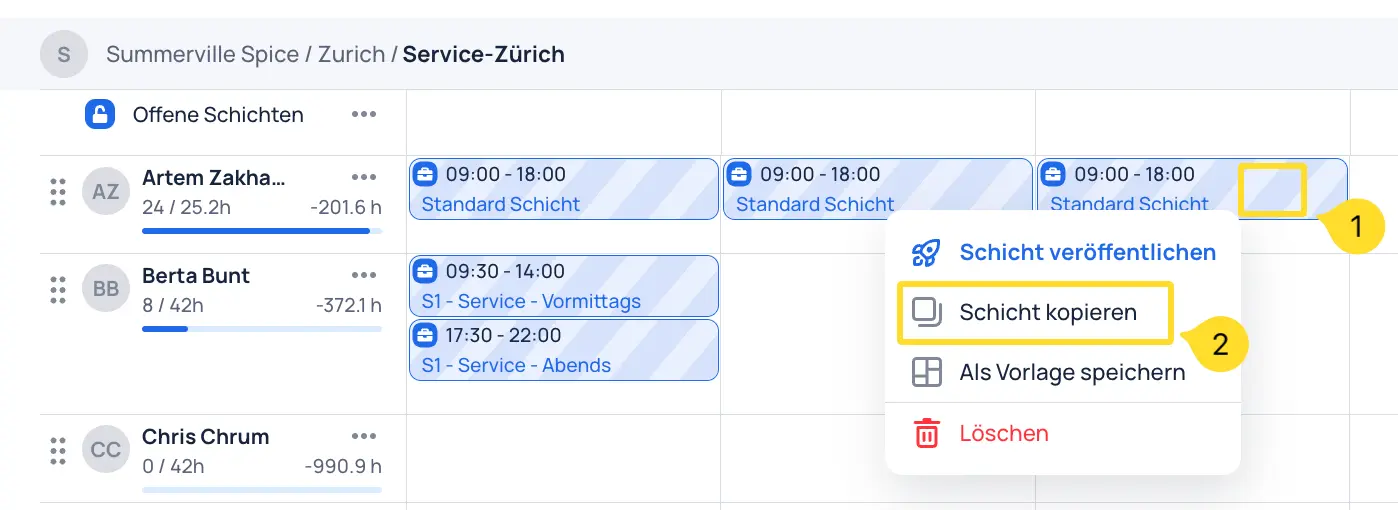 S Summerville Spice / Zurich / Service-Zürich
Offene Schichten •••
AZ Artem Zakha... •••
24 / 25.2h -201.6 h
09:00 - 18:00
Standard Schicht
09:00 - 18:00
Standard Schicht
09:00 - 18:00
Standard Schicht
1
BB Berta Bunt •••
8 / 42h -372.1 h
09:30 - 14:00
S1 - Service - Vormittags
17:30 - 22:00
S1 - Service - Abends
Schicht veröffentlichen
Schicht kopieren
2
Als Vorlage speichern
Löschen
CC Chris Chrum •••
0 / 42h -990.9 h